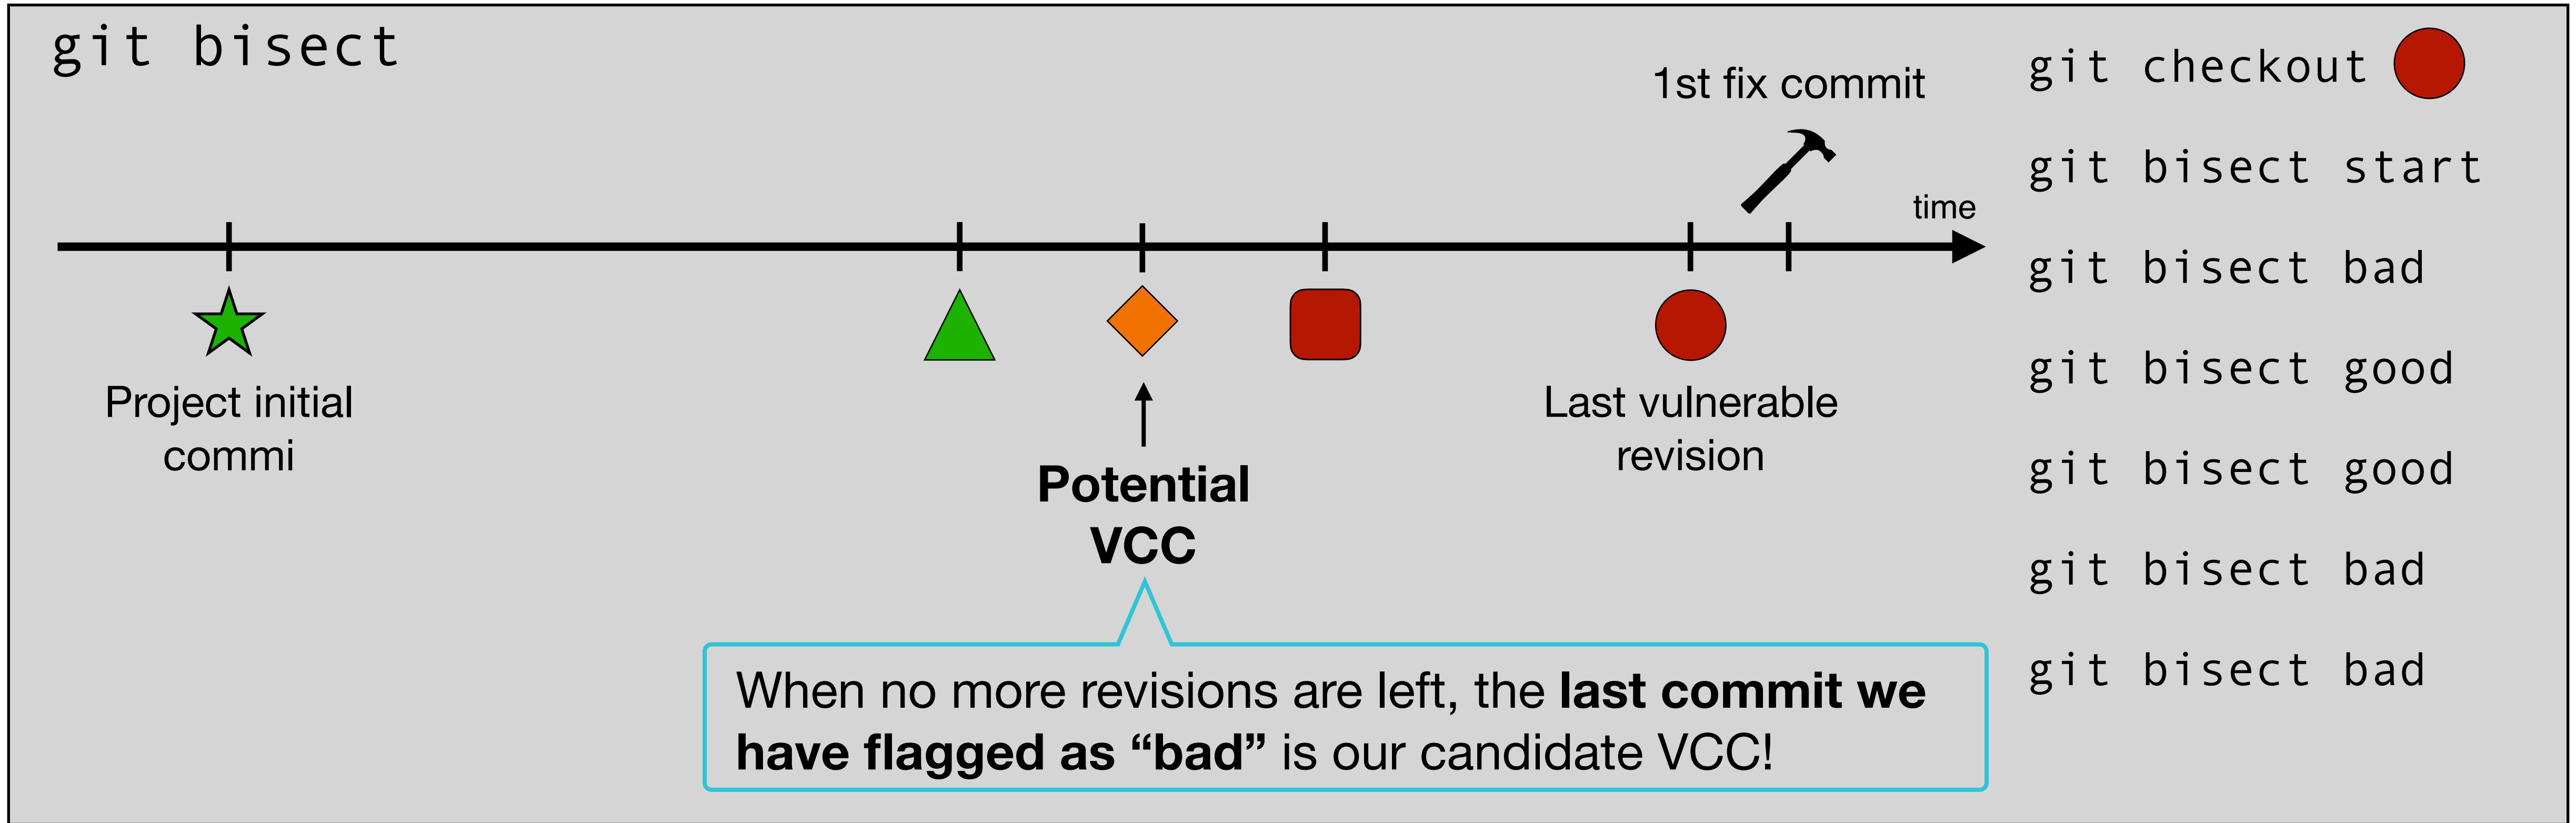 git bisect
1st fix commit
time
Project initial
commi
Last vulnerable
revision
Potential
VCC
When no more revisions are left, the last commit we
have flagged as “bad” is our candidate VCC!
git checkout
git bisect start
git bisect bad
git bisect good
git bisect good
git bisect bad
git bisect bad